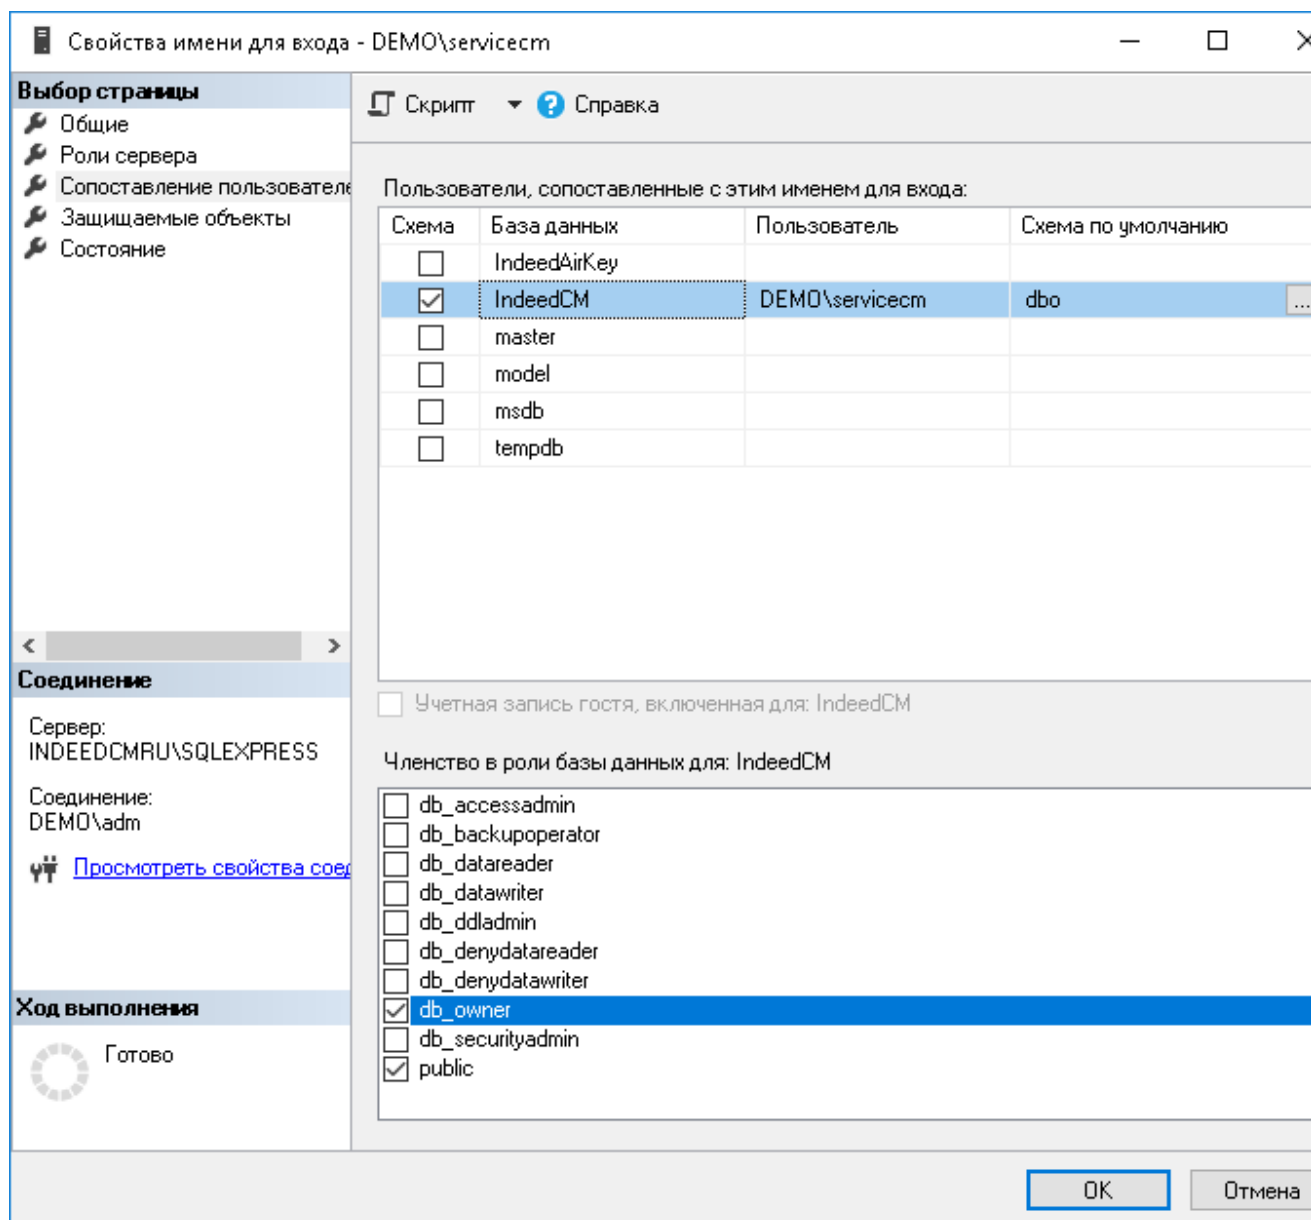 Свойства имени для входа - DEMO\servicecm
Выбор страницы
Общие
Роли сервера
Сопоставление пользователе
Защищаемые объекты
Состояние
Скрипт
Справка
Пользователи, сопоставленные с этим именем для входа:
Схема База данных Пользователь Схема по умолчанию
IndeedAirKey
IndeedCM DEMO\servicecm dbo ...
master
model
msdb
tempdb
Учетная запись гостя, включенная для: IndeedCM
Соединение
Сервер:
INDEEDCMRU\SQLEXPRESS
Соединение:
DEMO\adm
Просмотреть свойства соед
Ход выполнения
Готово
Членство в роли базы данных для: IndeedCM
db_accessadmin
db_backupoperator
db_datareader
db_datawriter
db_ddladmin
db_denydatareader
db_denydatawriter
db_owner
db_securityadmin
public
OK Отмена